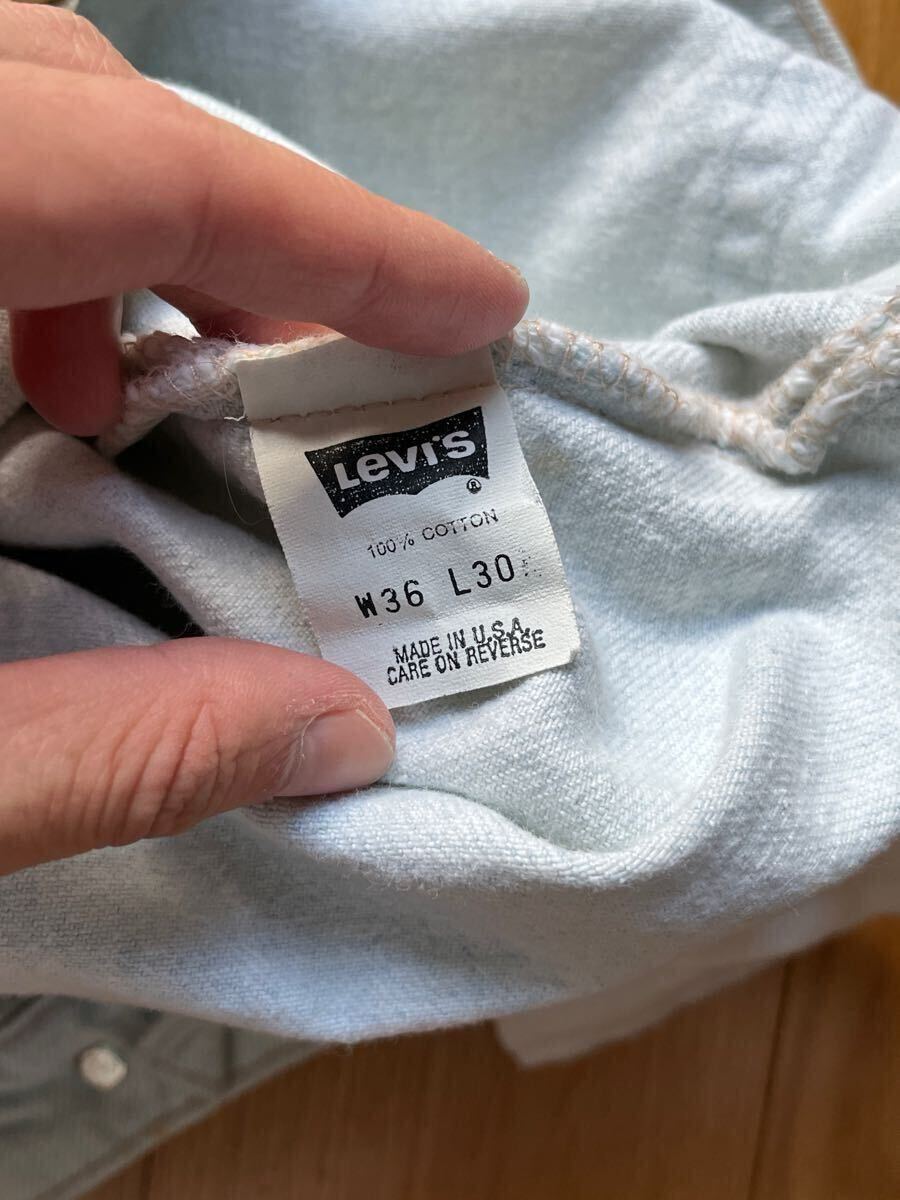 Levi's
®
100% COTTON
W36 L30
MADE IN U.S.A.
CARE ON REVERSE